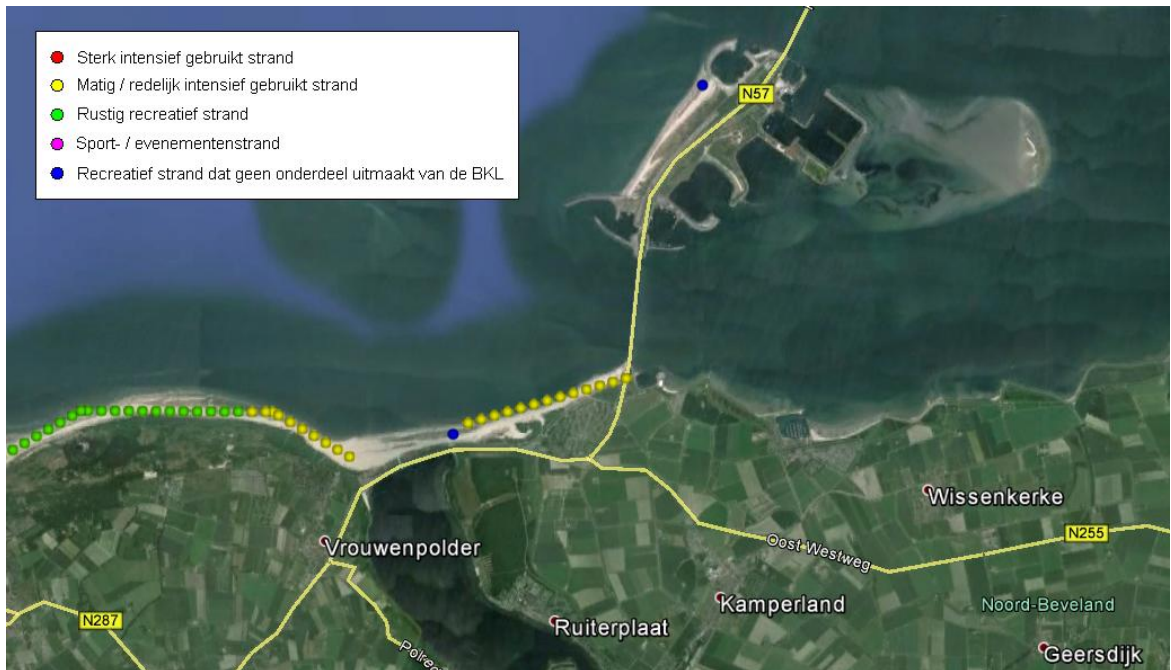 Sterk intensief gebruikt strand
Matig / redelijk intensief gebruikt strand
Rustig recreatief strand
Sport- / evenementenstrand
Recreatief strand dat geen onderdeel uitmaakt van de BKL
N57
Wissenkerke
Vrouwenpolder
Oost Westweg
N255
Kamperland
Noord-Beveland
N287
Ruiterplaat
Geersdijk